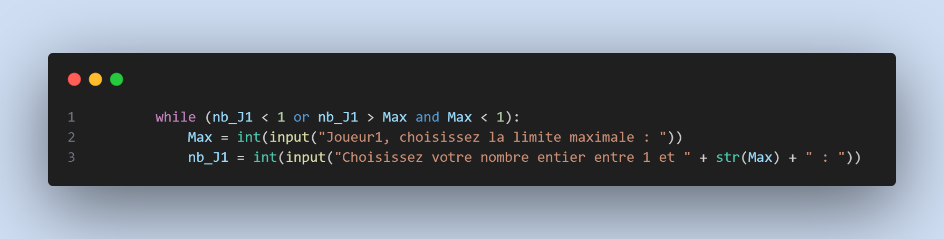 1 while (nb_J1 < 1 or nb_J1 > Max and Max < 1):
2 Max = int(input("Joueur1, choisissez la limite maximale : "))
3 nb_J1 = int(input("Choisissez votre nombre entier entre 1 et " + str(Max) + " : "))